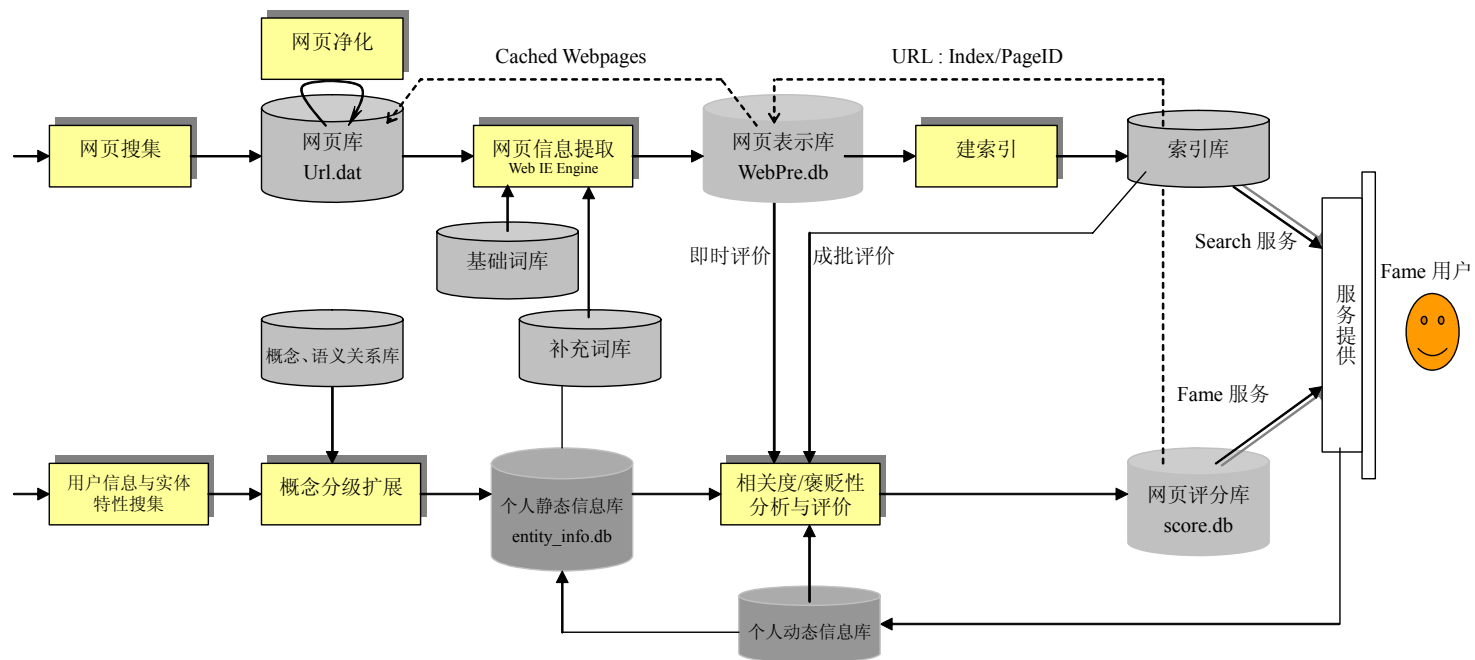 网页净化
Cached Webpages
URL : Index/PageID
网页搜集
网页库
Url.dat
网页信息提取
Web IE Engine
网页表示库
WebPre.db
建索引
索引库
基础词库
即时评价
成批评价
Search 服务
Fame 用户
服务提供
概念、语义关系库
补充词库
Fame 服务
用户信息与实体
特性搜集
概念分级扩展
个人静态信息库
entity_info.db
相关度/褒贬性
分析与评价
网页评分库
score.db
个人动态信息库